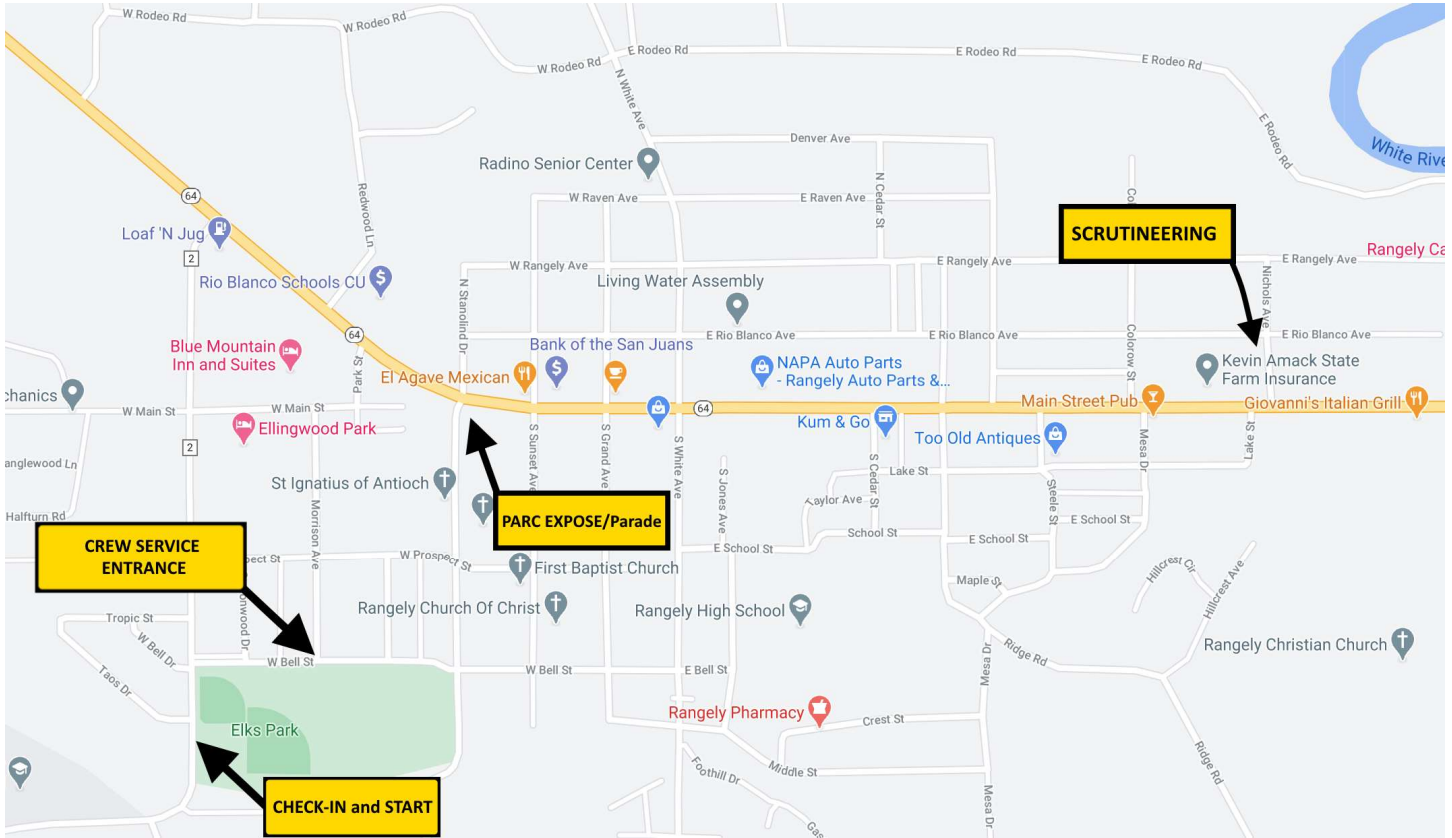 W Rodeo Rd
W Rodeo Rd
E Rodeo Rd
E Rodeo Rd
E Rodeo Rd
W Rodeo Rd
N White Ave
E Rodeo Rd
White Rive
Denver Ave
Radino Senior Center
N Cedar St
Redwood Ln
W Raven Ave
E Raven Ave
64
Co
SCRUTINEERING
Loaf 'N Jug
2
W Rangely Ave
E Rangely Ave
E Rangely Ave
Rangely Ca
Rio Blanco Schools CU
N Stanolind Dr
Living Water Assembly
Nichols Ave
64
E Rio Blanco Ave
E Rio Blanco Ave
E Rio Blanco Ave
Colorow St
Blue Mountain
Inn and Suites
Park St
Bank of the San Juans
El Agave Mexican
NAPA Auto Parts
- Rangely Auto Parts &...
Kevin Amack State
Farm Insurance
chanics
W Main St
W Main St
64
Main Street Pub
Giovanni's Italian Grill
Ellingwood Park
Kum & Go
Too Old Antiques
2
S Sunset Ave
S Grand Ave
S White Ave
Mesa Dr
Lake St
anglewood Ln
St Ignatius of Antioch
S Jones Ave
S Cedar St
Lake St
Steele St
Halfturn Rd
Morrison Ave
PARC EXPOSE/Parade
Taylor Ave
School St
E School St
E School St
E School St
CREW SERVICE
ENTRANCE
pect St
W Prospect St
First Baptist Church
Maple St
Hillcrest Cir
Hillcrest Ave
onwood Dr
Rangely Church Of Christ
Rangely High School
Tropic St
W Bell Dr
Taos Dr
W Bell St
W Bell St
E Bell St
Mesa Dr
Ridge Rd
Rangely Christian Church
Elks Park
Rangely Pharmacy
Crest St
Foothill Dr
Middle St
Ridge Rd
Mesa Dr
CHECK-IN and START
Gas